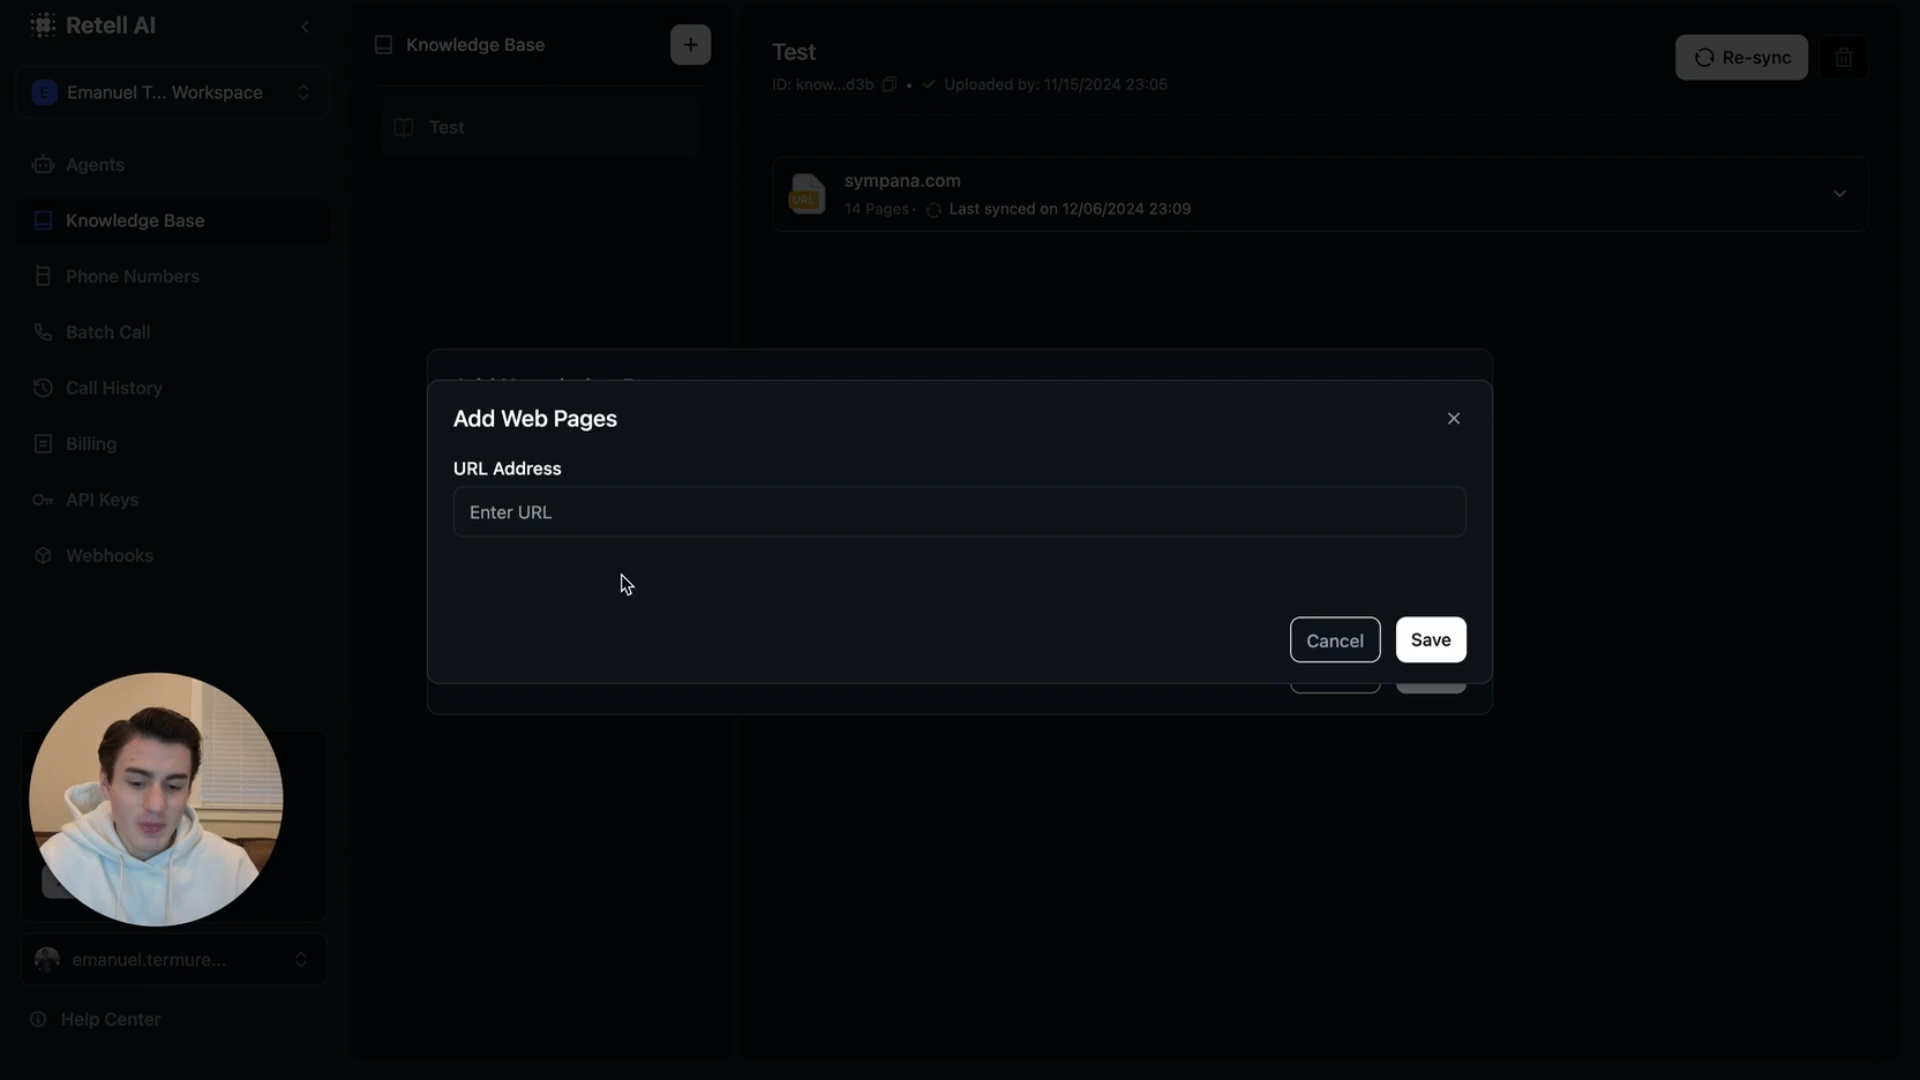 Retell AI
E
Emanuel T... Workspace
Agents
Knowledge Base
Phone Numbers
Batch Call
Call History
Billing
API Keys
Webhooks
emanuel.termure...
Help Center
Knowledge Base
+
Test
Test
ID: know...d3b • Uploaded by: 11/15/2024 23:05
Re-sync
URL
sympana.com
14 Pages • Last synced on 12/06/2024 23:09
Add Web Pages
URL Address
Enter URL
Cancel
Save